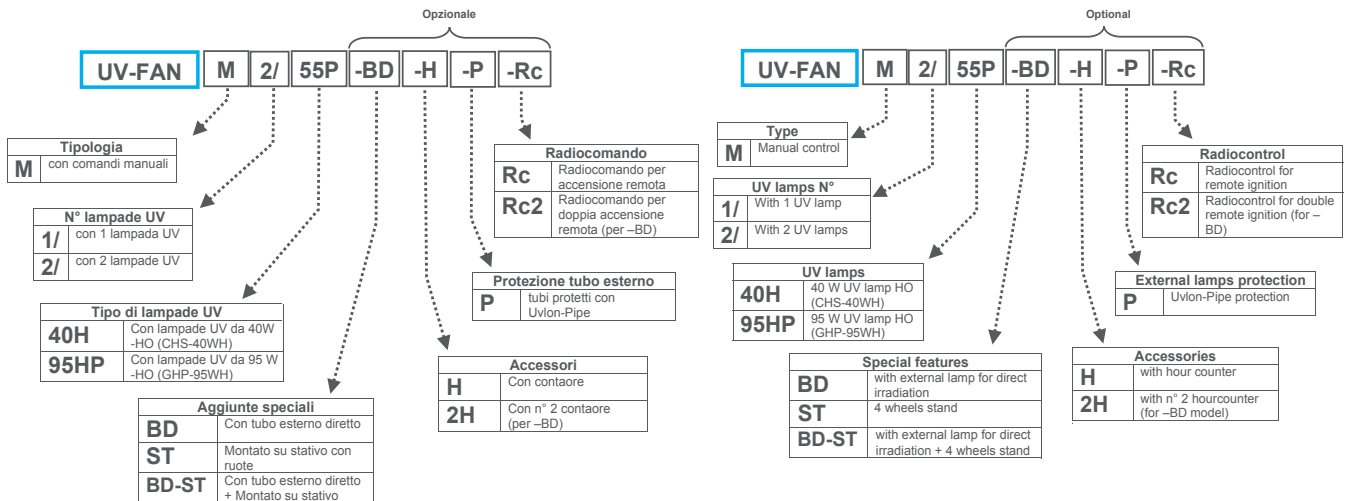 Opzionale
UV-FAN M 2/ 55P -BD -H -P -Rc
Tipologia
M con comandi manuali
N° lampade UV
1/ con 1 lampada UV
2/ con 2 lampade UV
Tipo di lampade UV
40H Con lampade UV da 40W
-HO (CHS-40WH)
95HP Con lampade UV da 95 W
-HO (GHP-95WH)
Aggiunte speciali
BD Con tubo esterno diretto
ST Montato su stativo con
ruote
BD-ST Con tubo esterno diretto
+ Montato su stativo
Radiocomando
Rc Radiocomando per
accensione remota
Rc2 Radiocomando per
doppia accensione
remota (per –BD)
Protezione tubo esterno
P tubi protetti con
Uvlon-Pipe
Accessori
H Con contaore
2H Con n° 2 contaore
(per –BD)
Optional
UV-FAN M 2/ 55P -BD -H -P -Rc
Type
M Manual control
UV lamps N°
1/ With 1 UV lamp
2/ With 2 UV lamps
UV lamps
40H 40 W UV lamp HO
(CHS-40WH)
95HP 95 W UV lamp HO
(GHP-95WH)
Special features
BD with external lamp for direct
irradiation
ST 4 wheels stand
BD-ST with external lamp for direct
irradiation + 4 wheels stand
Radiocontrol
Rc Radiocontrol for
remote ignition
Rc2 Radiocontrol for double
remote ignition (for –
BD)
External lamps protection
P Uvlon-Pipe protection
Accessories
H with hour counter
2H with n° 2 hourcounter
(for –BD model)